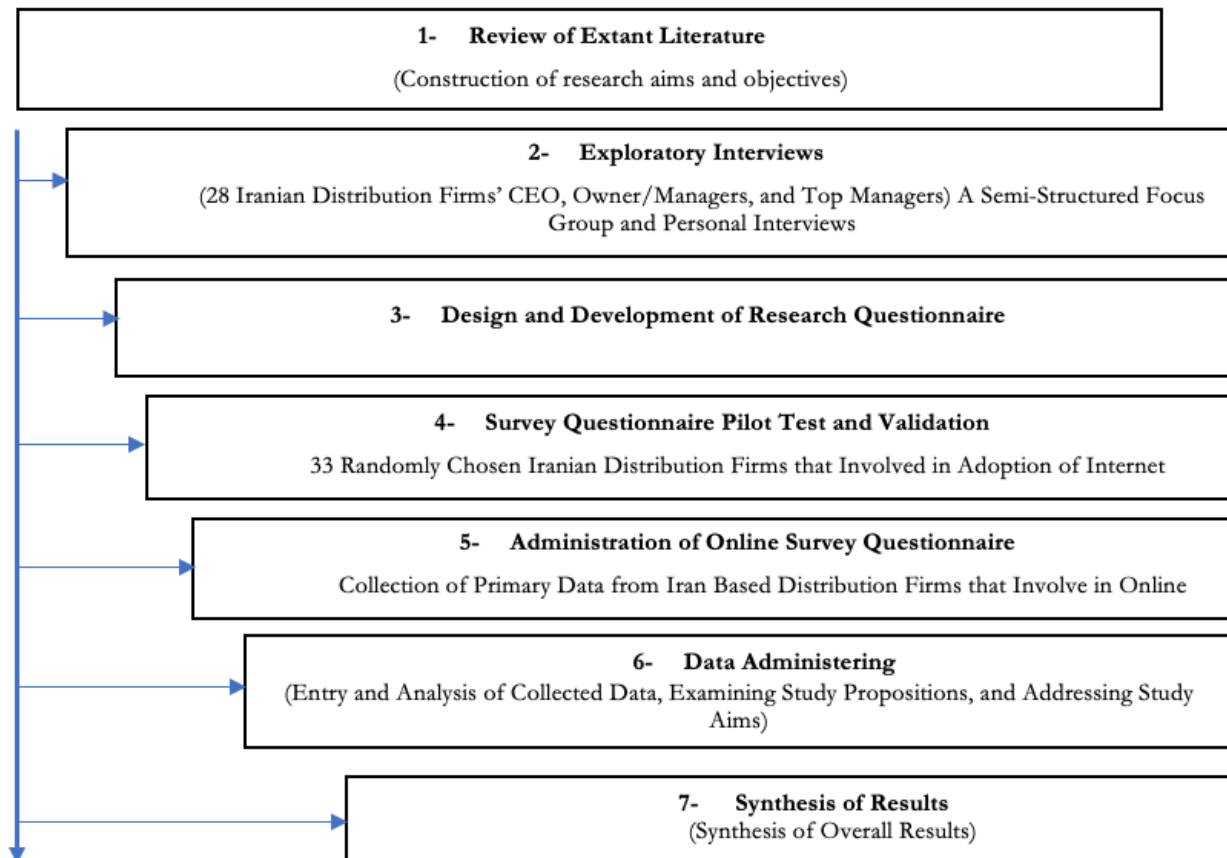 1- Review of Extant Literature
(Construction of research aims and objectives)
2- Exploratory Interviews
(28 Iranian Distribution Firms’ CEO, Owner/Managers, and Top Managers) A Semi-Structured Focus
Group and Personal Interviews
3- Design and Development of Research Questionnaire
4- Survey Questionnaire Pilot Test and Validation
33 Randomly Chosen Iranian Distribution Firms that Involved in Adoption of Internet
5- Administration of Online Survey Questionnaire
Collection of Primary Data from Iran Based Distribution Firms that Involve in Online
6- Data Administering
(Entry and Analysis of Collected Data, Examining Study Propositions, and Addressing Study
Aims)
7- Synthesis of Results
(Synthesis of Overall Results)